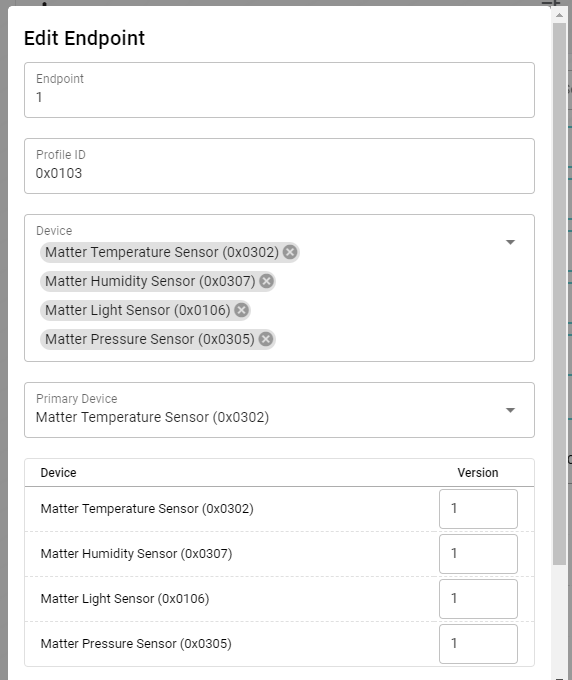 Edit Endpoint
Endpoint
1
Profile ID
0x0103
Device
Matter Temperature Sensor (0x0302)
Matter Humidity Sensor (0x0307)
Matter Light Sensor (0x0106)
Matter Pressure Sensor (0x0305)
Primary Device
Matter Temperature Sensor (0x0302)
Device Version
Matter Temperature Sensor (0x0302) 1
Matter Humidity Sensor (0x0307) 1
Matter Light Sensor (0x0106) 1
Matter Pressure Sensor (0x0305) 1